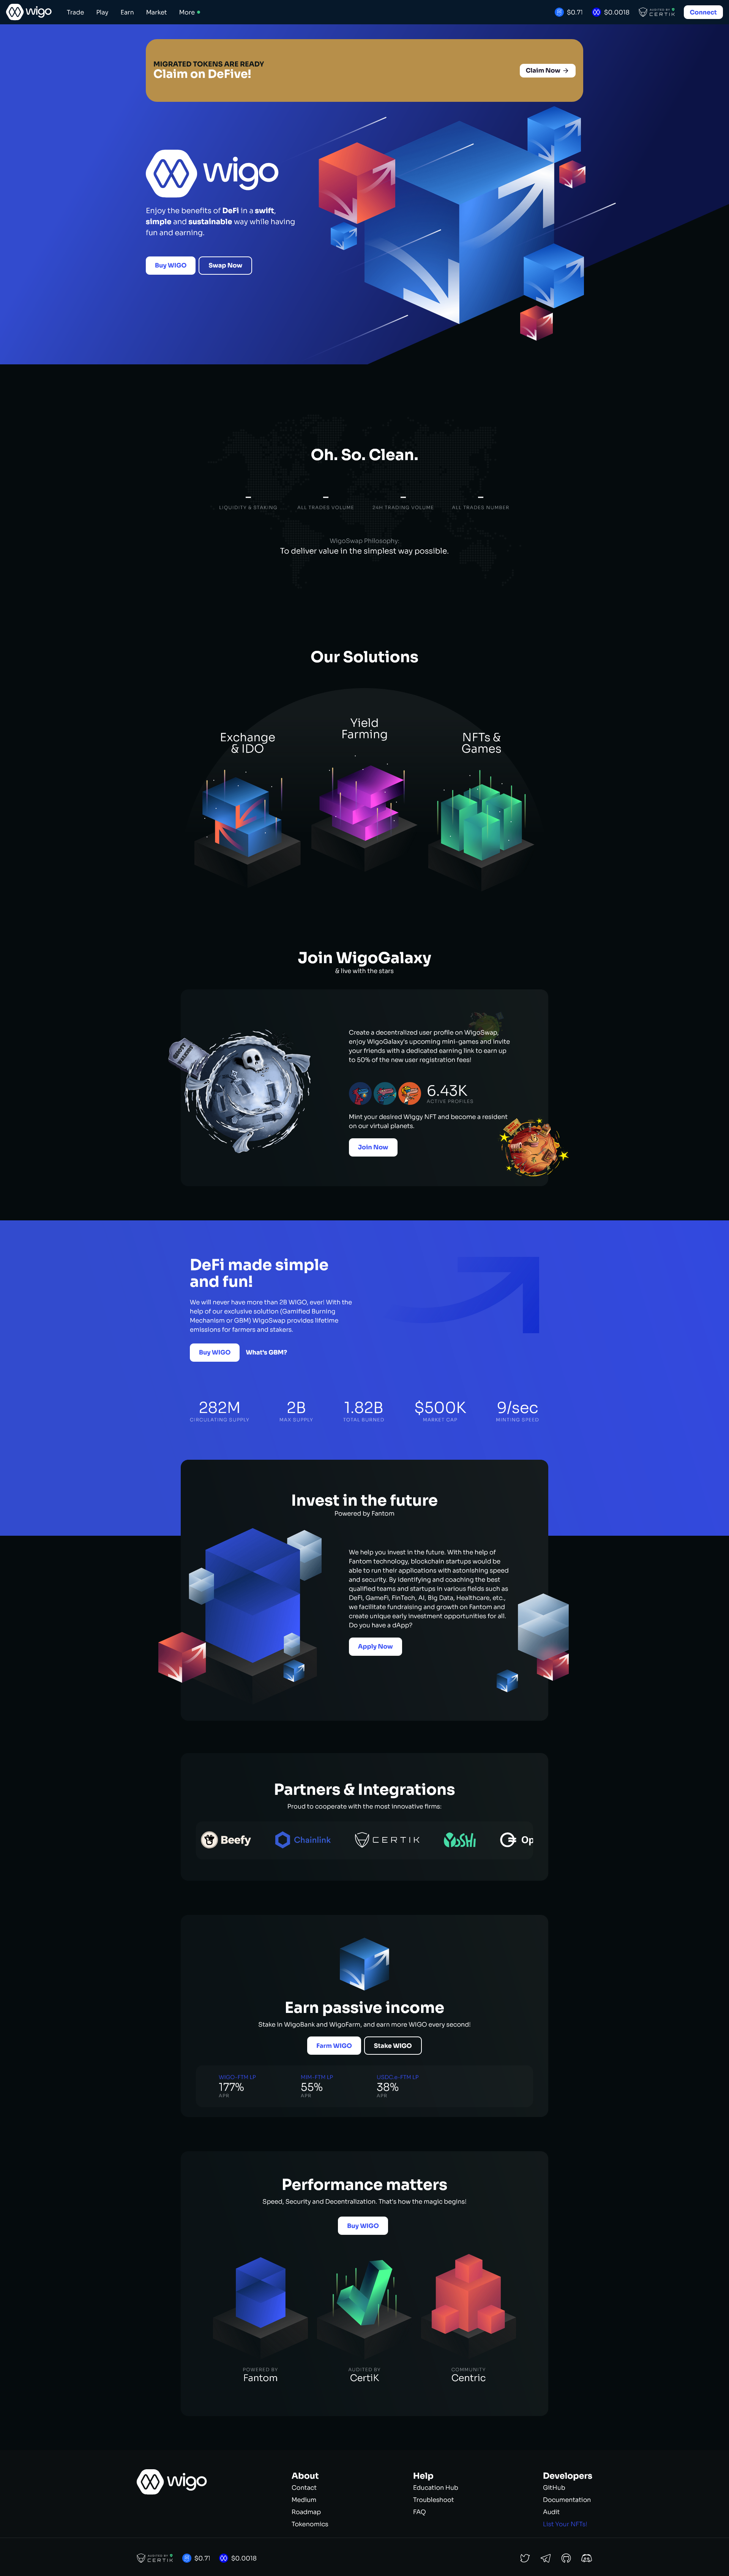 wigo
Trade Play Earn Market More
$0.71 $0.0018 AUDITED BY CERTIK Connect
MIGRATED TOKENS ARE READY
Claim on DeFive!
Claim Now →
wigo
Enjoy the benefits of DeFi in a swift,
simple and sustainable way while having
fun and earning.
Buy WIGO Swap Now
Oh. So. Clean.
– – – –
LIQUIDITY & STAKING ALL TRADES VOLUME 24H TRADING VOLUME ALL TRADES NUMBER
WigoSwap Philosophy:
To deliver value in the simplest way possible.
Our Solutions
Exchange
& IDO
Yield
Farming
NFTs &
Games
Join WigoGalaxy
& live with the stars
Create a decentralized user profile on WigoSwap,
enjoy WigoGalaxy's upcoming mini-games and invite
your friends with a dedicated earning link to earn up
to 50% of the new user registration fees!
6.43K
ACTIVE PROFILES
Mint your desired Wiggy NFT and become a resident
on our virtual planets.
Join Now
DeFi made simple
and fun!
We will never have more than 2B WIGO, ever! With the
help of our exclusive solution (Gamified Burning
Mechanism or GBM) WigoSwap provides lifetime
emissions for farmers and stakers.
Buy WIGO What's GBM?
282M 2B 1.82B $500K 9/sec
CIRCULATING SUPPLY MAX SUPPLY TOTAL BURNED MARKET CAP MINTING SPEED
Invest in the future
Powered by Fantom
We help you invest in the future. With the help of
Fantom technology, blockchain startups would be
able to run their applications with astonishing speed
and security. By identifying and coaching the best
qualified teams and startups in various fields such as
DeFi, GameFi, FinTech, AI, Big Data, Healthcare, etc.,
we facilitate fundraising and growth on Fantom and
create unique early investment opportunities for all.
Do you have a dApp?
Apply Now
Partners & Integrations
Proud to cooperate with the most innovative firms:
Beefy Chainlink CERTIK YOSHI Op
Earn passive income
Stake in WigoBank and WigoFarm, and earn more WIGO every second!
Farm WIGO Stake WIGO
WIGO-FTM LP MIM-FTM LP USDC.e-FTM LP
177% 55% 38%
APR APR APR
Performance matters
Speed, Security and Decentralization. That's how the magic begins!
Buy WIGO
POWERED BY AUDITED BY COMMUNITY
Fantom CertiK Centric
wigo
About
Contact
Medium
Roadmap
Tokenomics
Help
Education Hub
Troubleshoot
FAQ
Developers
GitHub
Documentation
Audit
List Your NFTs!
AUDITED BY CERTIK $0.71 $0.0018